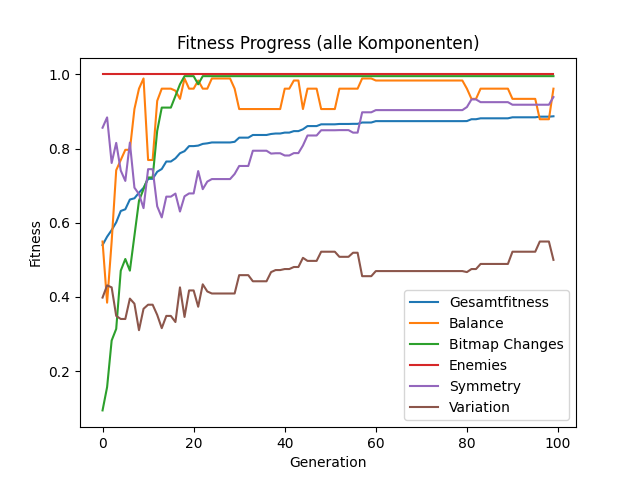 Fitness Progress (alle Komponenten)
Fitness
1.0
0.8
0.6
0.4
0.2
0 20 40 60 80 100
Generation
Gesamtfitness
Balance
Bitmap Changes
Enemies
Symmetry
Variation